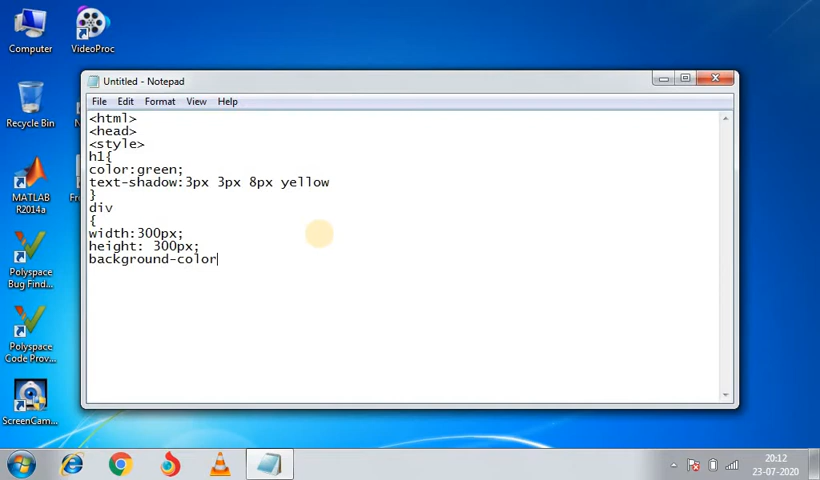 Computer
VideoProc
Recycle Bin
MATLAB
R2014a
Polyspace
Bug Find...
Polyspace
Code Prov...
ScreenCam...
Untitled - Notepad
File Edit Format View Help
<html>
<head>
<style>
h1{
color:green;
text-shadow:3px 3px 8px yellow
}
div
{
width:300px;
height: 300px;
background-color
20:12
23-07-2020